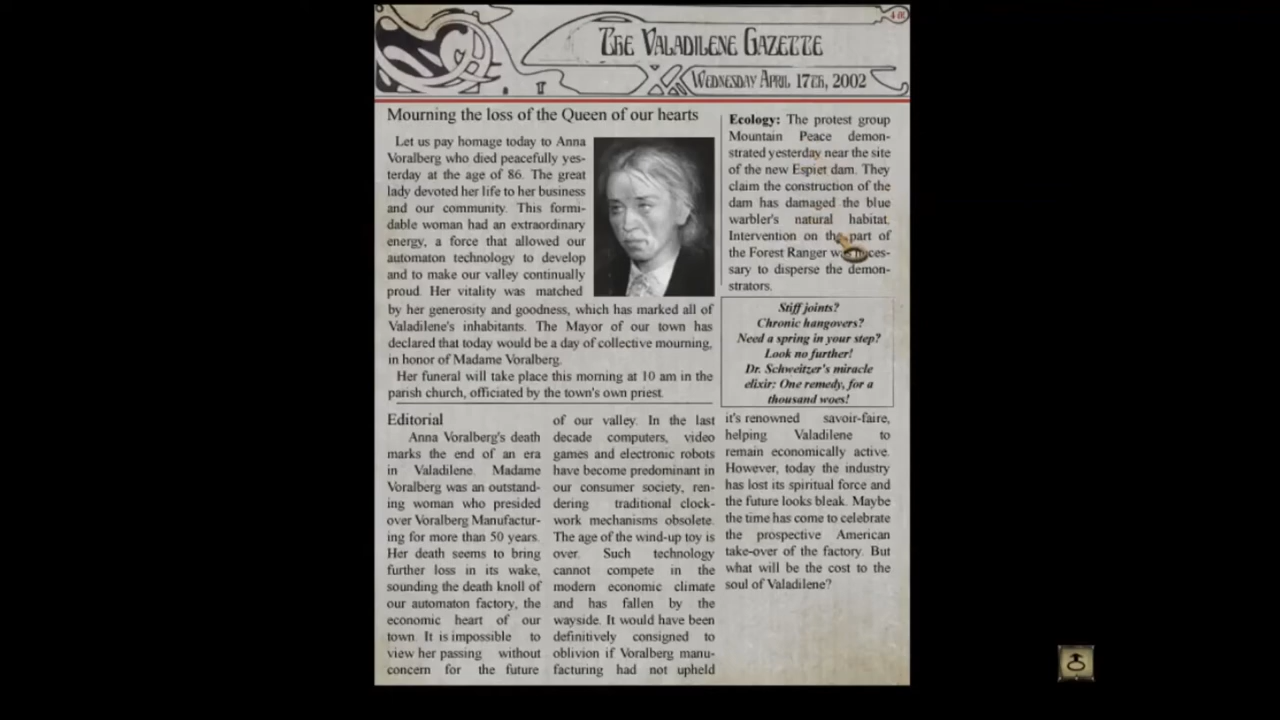 The Valadilene Gazette
Wednesday April 17th, 2002
Mourning the loss of the Queen of our hearts
Let us pay homage today to Anna
Voralberg who died peacefully yes-
terday at the age of 86. The great
lady devoted her life to her business
and our community. This formi-
dable woman had an extraordinary
energy, a force that allowed our
automaton technology to develop
and to make our valley continually
proud. Her vitality was matched
by her generosity and goodness, which has marked all of
Valadilene's inhabitants. The Mayor of our town has
declared that today would be a day of collective mourning,
in honor of Madame Voralberg.
Her funeral will take place this morning at 10 am in the
parish church, officiated by the town's own priest.
Ecology: The protest group
Mountain Peace demon-
strated yesterday near the site
of the new Espiet dam. They
claim the construction of the
dam has damaged the blue
warbler's natural habitat.
Intervention on the part of
the Forest Ranger was neces-
sary to disperse the demon-
strators.
Stiff joints?
Chronic hangovers?
Need a spring in your step?
Look no further!
Dr. Schweitzer's miracle
elixir: One remedy, for a
thousand woes!
Editorial
Anna Voralberg's death
marks the end of an era
in Valadilene. Madame
Voralberg was an outstand-
ing woman who presided
over Voralberg Manufactur-
ing for more than 50 years.
Her death seems to bring
further loss in its wake,
sounding the death knoll of
our automaton factory, the
economic heart of our
town. It is impossible to
view her passing without
concern for the future
of our valley. In the last
decade computers, video
games and electronic robots
have become predominant in
our consumer society, ren-
dering traditional clock-
work mechanisms obsolete.
The age of the wind-up toy is
over. Such technology
cannot compete in the
modern economic climate
and has fallen by the
wayside. It would have been
definitively consigned to
oblivion if Voralberg manu-
facturing had not upheld
it's renowned savoir-faire,
helping Valadilene to
remain economically active.
However, today the industry
has lost its spiritual force and
the future looks bleak. Maybe
the time has come to celebrate
the prospective American
take-over of the factory. But
what will be the cost to the
soul of Valadilene?